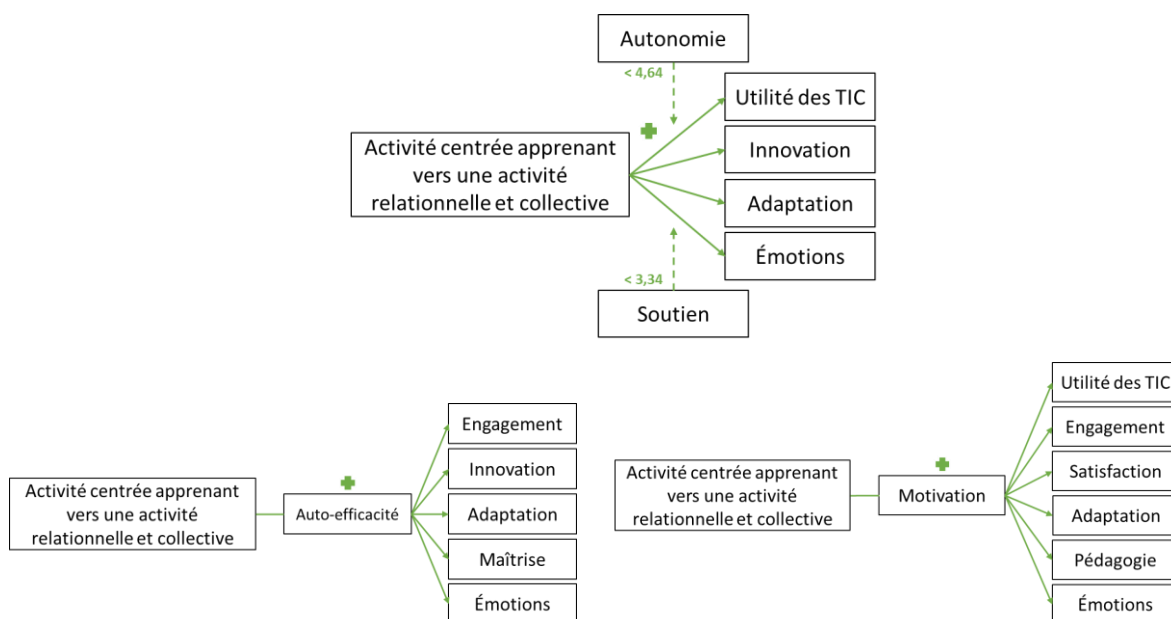 Autonomie
< 4,64
Utilité des TIC
Activité centrée apprenant
vers une activité
relationnelle et collective
Innovation
Adaptation
Émotions
< 3,34
Soutien
Activité centrée apprenant
vers une activité
relationnelle et collective
Auto-efficacité
Engagement
Innovation
Adaptation
Maîtrise
Émotions
Activité centrée apprenant
vers une activité
relationnelle et collective
Motivation
Utilité des TIC
Engagement
Satisfaction
Adaptation
Pédagogie
Émotions